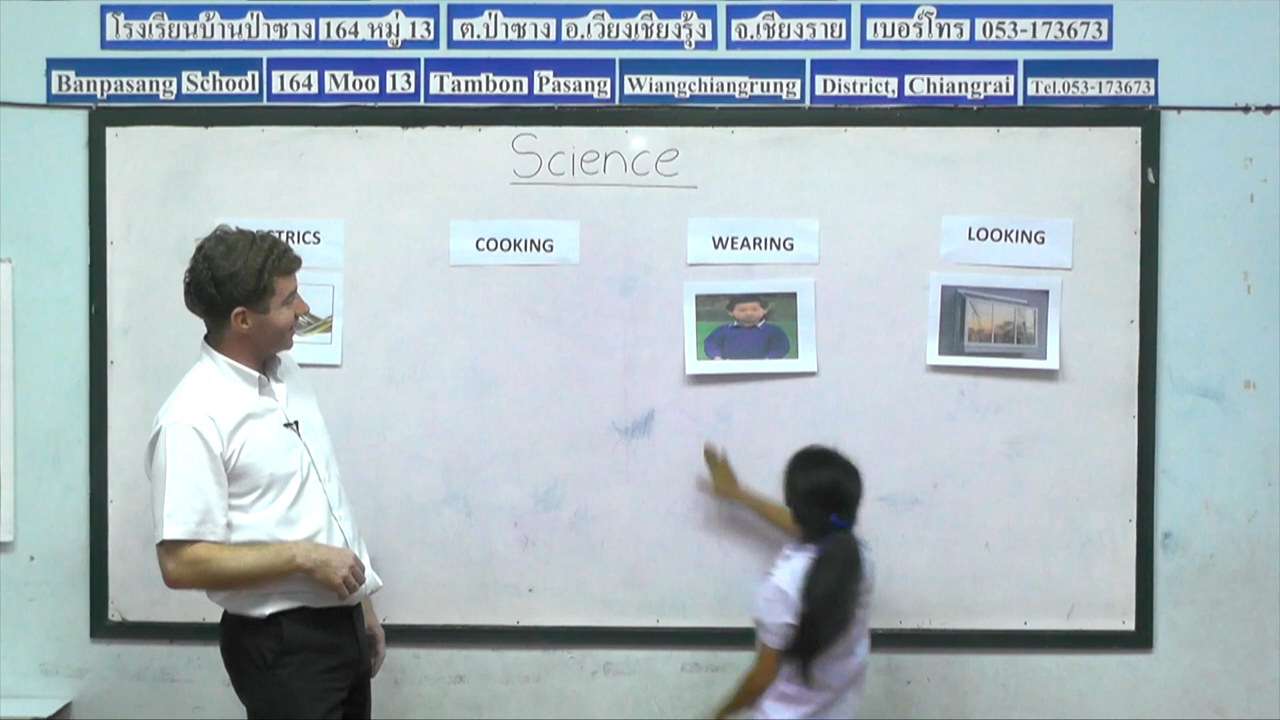 โรงเรียนบ้านป่าซาง 164 หมู่ 13 ต.ป่าซาง อ.เวียงเชียงรุ้ง จ.เชียงราย เบอร์โทร 053-173673
Banpasang School 164 Moo 13 Tambon Pasang Wiangchiangrung District, Chiangrai Tel.053-173673
Science
COOKING WEARING LOOKING